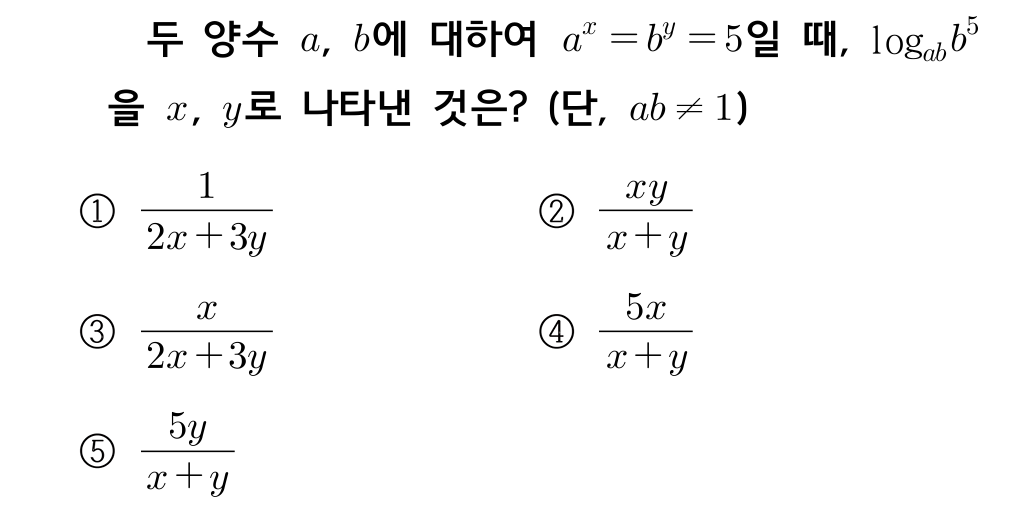 두 양수 a, b에 대하여 a^x = b^y = 5일 때, log_{ab} b^5
을 x, y로 나타낸 것은? (단, ab ≠ 1)
① \frac{1}{2x+3y} ② \frac{xy}{x+y}
③ \frac{x}{2x+3y} ④ \frac{5x}{x+y}
⑤ \frac{5y}{x+y}